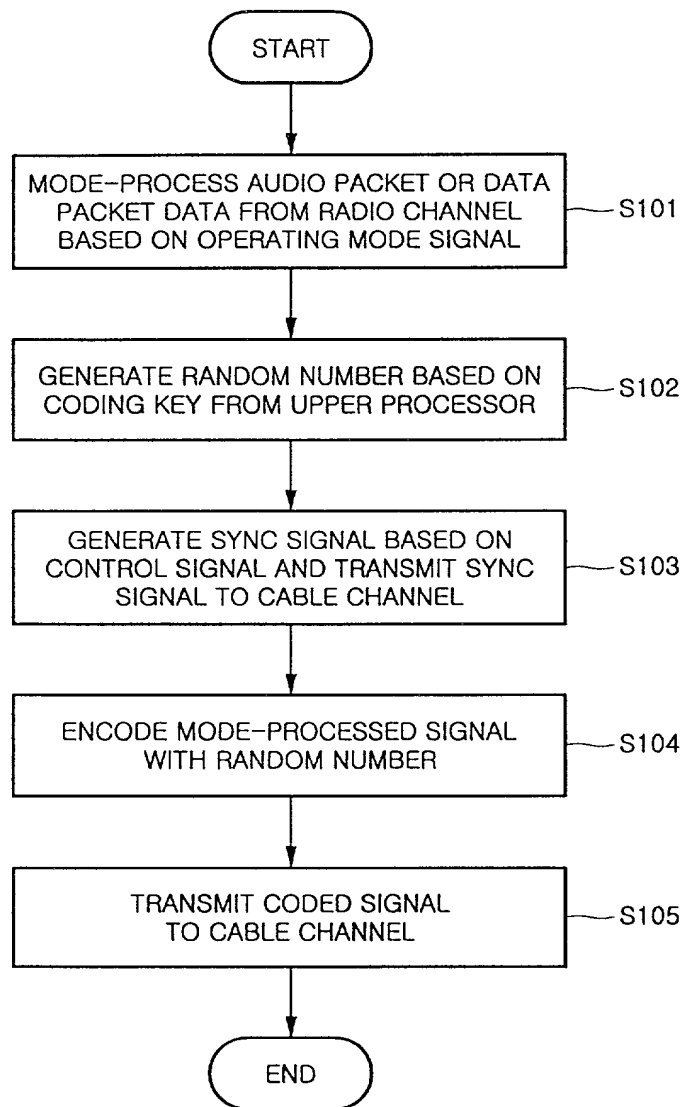 START
MODE-PROCESS AUDIO PACKET OR DATA
PACKET DATA FROM RADIO CHANNEL
BASED ON OPERATING MODE SIGNAL
S101
GENERATE RANDOM NUMBER BASED ON
CODING KEY FROM UPPER PROCESSOR
S102
GENERATE SYNC SIGNAL BASED ON
CONTROL SIGNAL AND TRANSMIT SYNC
SIGNAL TO CABLE CHANNEL
S103
ENCODE MODE-PROCESSED SIGNAL
WITH RANDOM NUMBER
S104
TRANSMIT CODED SIGNAL
TO CABLE CHANNEL
S105
END